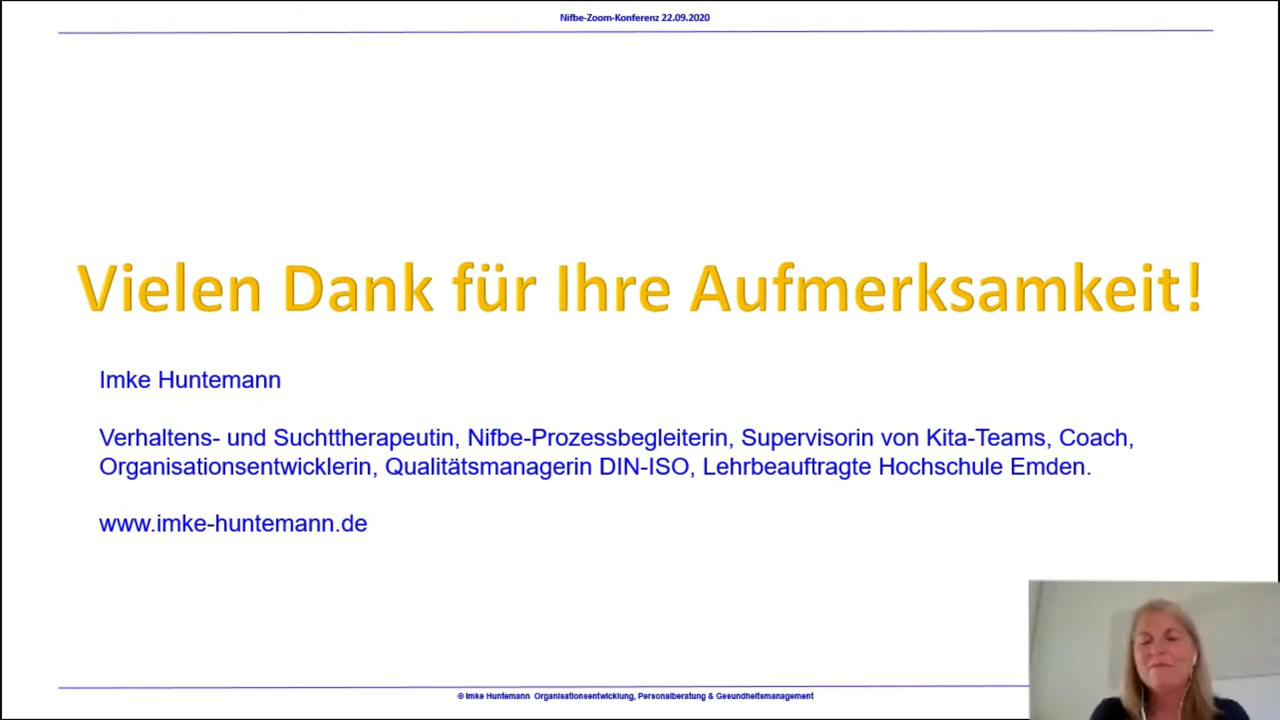 Nifbe-Zoom-Konferenz 22.09.2020
Vielen Dank für Ihre Aufmerksamkeit!
Imke Huntemann
Verhaltens- und Suchttherapeutin, Nifbe-Prozessbegleiterin, Supervisorin von Kita-Teams, Coach,
Organisationsentwicklerin, Qualitätsmanagerin DIN-ISO, Lehrbeauftragte Hochschule Emden.
www.imke-huntemann.de
© Imke Huntemann Organisationsentwicklung, Personalberatung & Gesundheitsmanagement